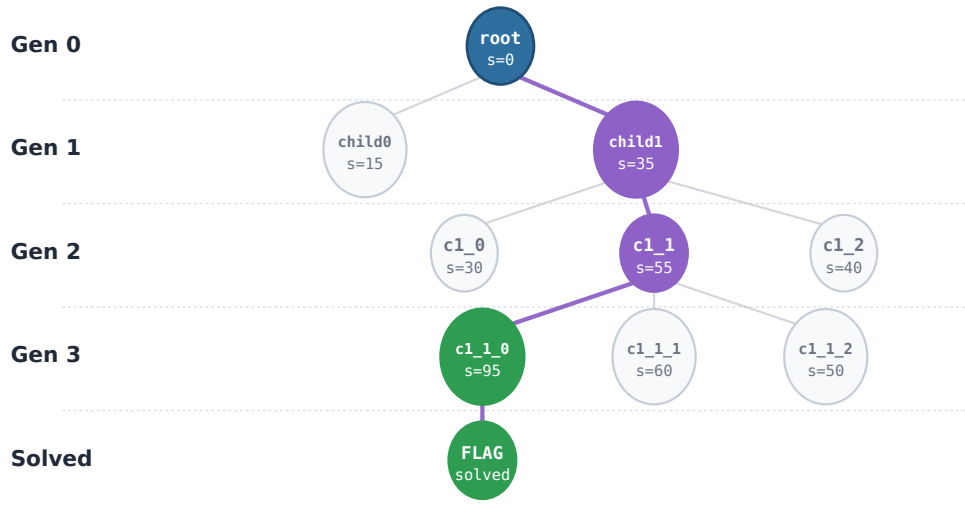 Gen 0
root
s=0
Gen 1
child0
s=15
child1
s=35
Gen 2
c1_0
s=30
c1_1
s=55
c1_2
s=40
Gen 3
c1_1_0
s=95
c1_1_1
s=60
c1_1_2
s=50
Solved
FLAG
solved